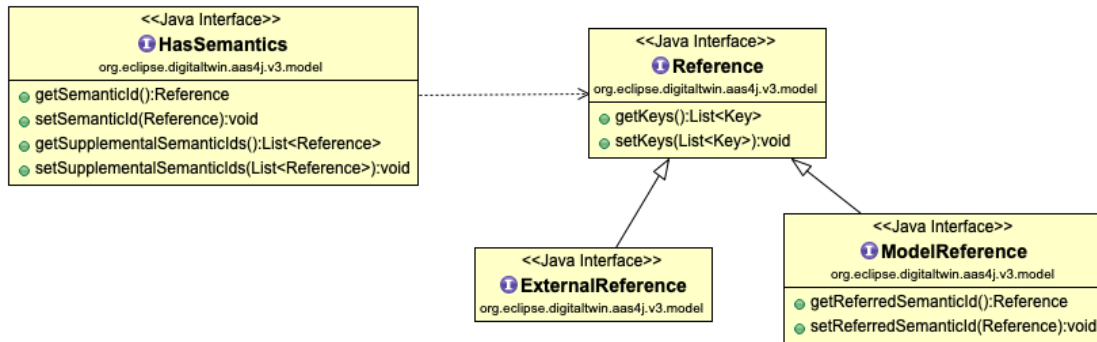 <<Java Interface>>
HasSemantics
org.eclipse.digitaltwin.aas4j.v3.model
getSemanticId():Reference
setSemanticId(Reference):void
getSupplementalSemanticIds():List<Reference>
setSupplementalSemanticIds(List<Reference>):void
<<Java Interface>>
Reference
org.eclipse.digitaltwin.aas4j.v3.model
getKeys():List<Key>
setKeys(List<Key>):void
<<Java Interface>>
ExternalReference
org.eclipse.digitaltwin.aas4j.v3.model
<<Java Interface>>
ModelReference
org.eclipse.digitaltwin.aas4j.v3.model
getReferredSemanticId():Reference
setReferredSemanticId(Reference):void